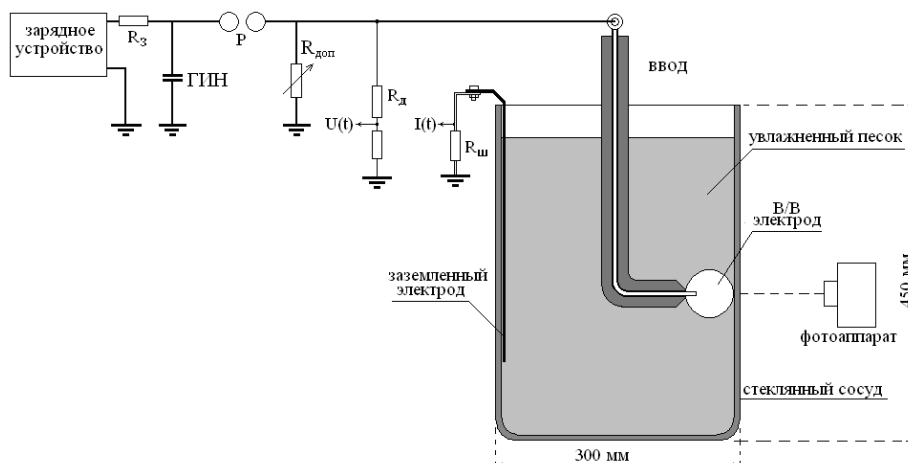 зарядное
устройство
R₃
ГИН
P
Rдоп
Rд
U(t)
I(t)
Rш
ввод
увлажненный песок
В/В
электрод
заземленный
электрод
450 мм
фотоаппарат
стеклянный сосуд
300 мм